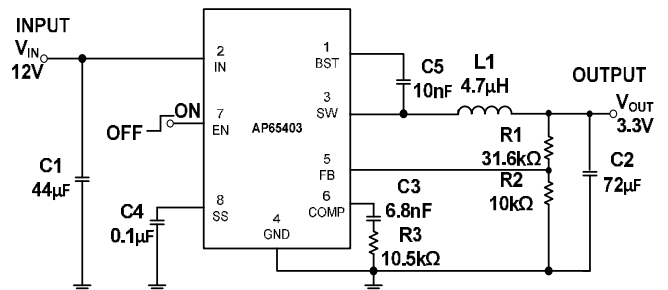 INPUT
V_IN
12V
C1
44µF
OFF
ON
C4
0.1µF
2
IN
7
EN
8
SS
AP65403
4
GND
1
BST
3
SW
5
FB
6
COMP
C5
10nF
L1
4.7µH
C3
6.8nF
R3
10.5kΩ
R1
31.6kΩ
R2
10kΩ
C2
72µF
OUTPUT
V_OUT
3.3V